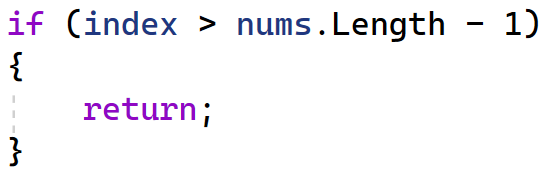 if (index > nums.Length - 1)
{
    return;
}